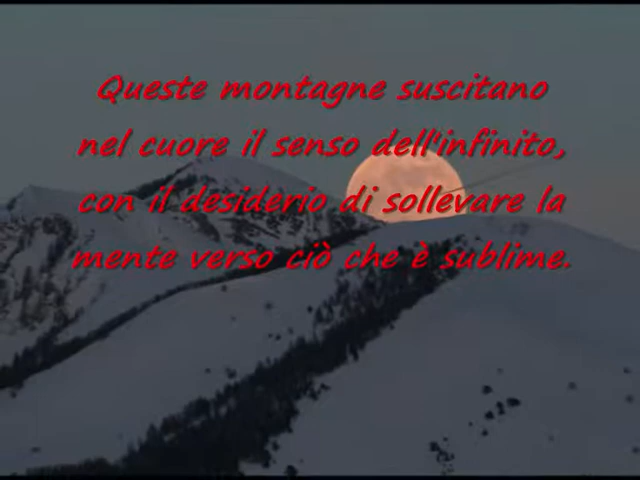 Queste montagne suscitano
nel cuore il senso dell'infinito,
con il desiderio di sollevare la
mente verso ciò che è sublime.